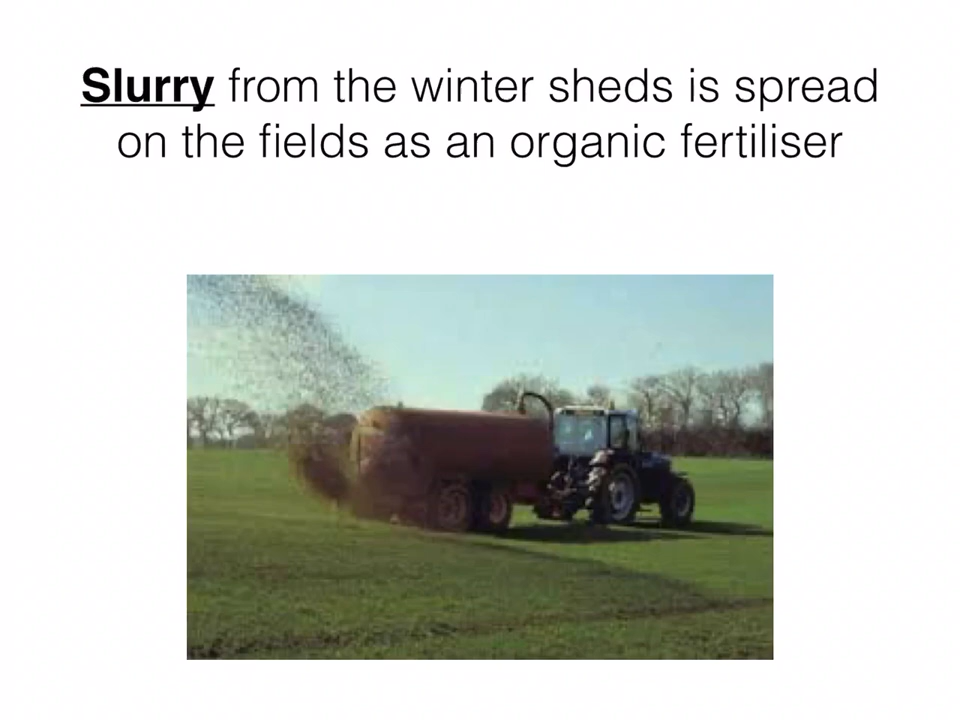 Slurry from the winter sheds is spread
on the fields as an organic fertiliser